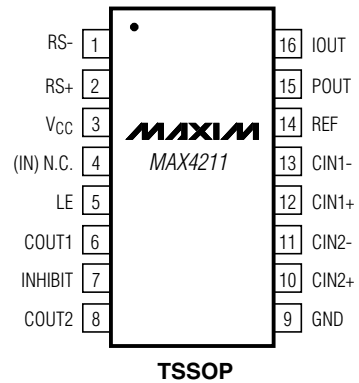 RS- 1 16 IOUT
RS+ 2 15 POUT
VCC 3 MAXIM 14 REF
(IN) N.C. 4 MAX4211 13 CIN1-
LE 5 12 CIN1+
COUT1 6 11 CIN2-
INHIBIT 7 10 CIN2+
COUT2 8 9 GND
TSSOP